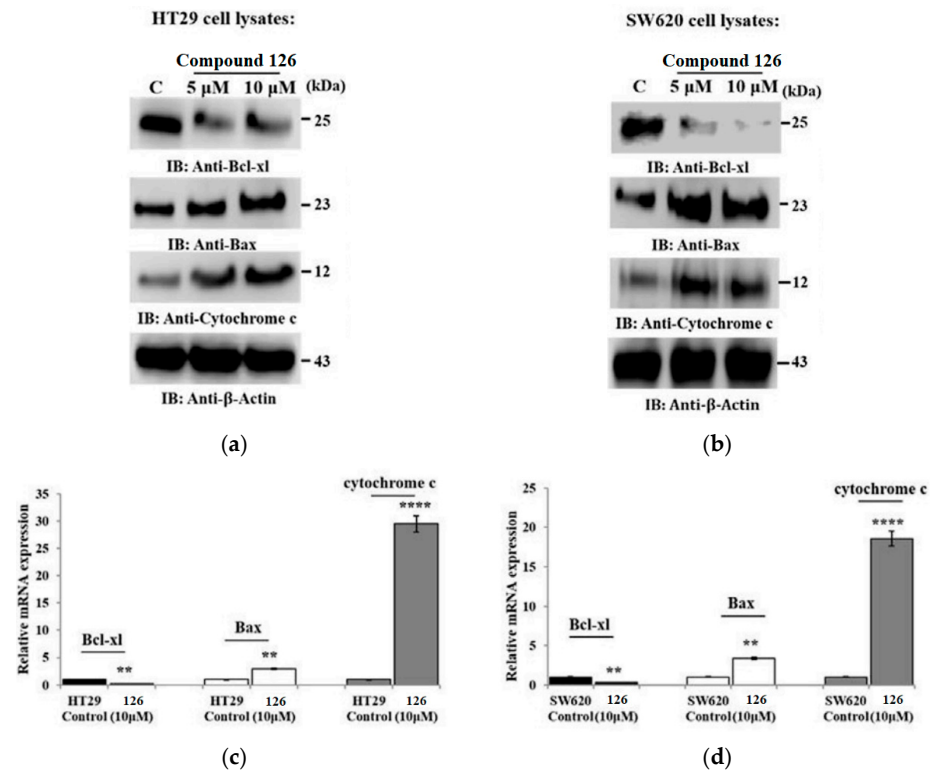 HT29 cell lysates:
Compound 126
C 5 μM 10 μM (kDa)
25
IB: Anti-Bcl-xl
23
IB: Anti-Bax
12
IB: Anti-Cytochrome c
43
IB: Anti-β-Actin
(a)
SW620 cell lysates:
Compound 126
C 5 μM 10 μM (kDa)
25
IB: Anti-Bcl-xl
23
IB: Anti-Bax
12
IB: Anti-Cytochrome c
43
IB: Anti-β-Actin
(b)
Relative mRNA expression
35
30
25
20
15
10
5
0
Bcl-xl
**
Bax
**
cytochrome c
****
HT29 126 HT29 126 HT29 126
Control (10μM) Control (10μM) Control (10μM)
(c)
Relative mRNA expression
25
20
15
10
5
0
Bcl-xl
**
Bax
**
cytochrome c
****
SW620 126 SW620 126 SW620 126
Control (10μM) Control (10μM) Control (10μM)
(d)